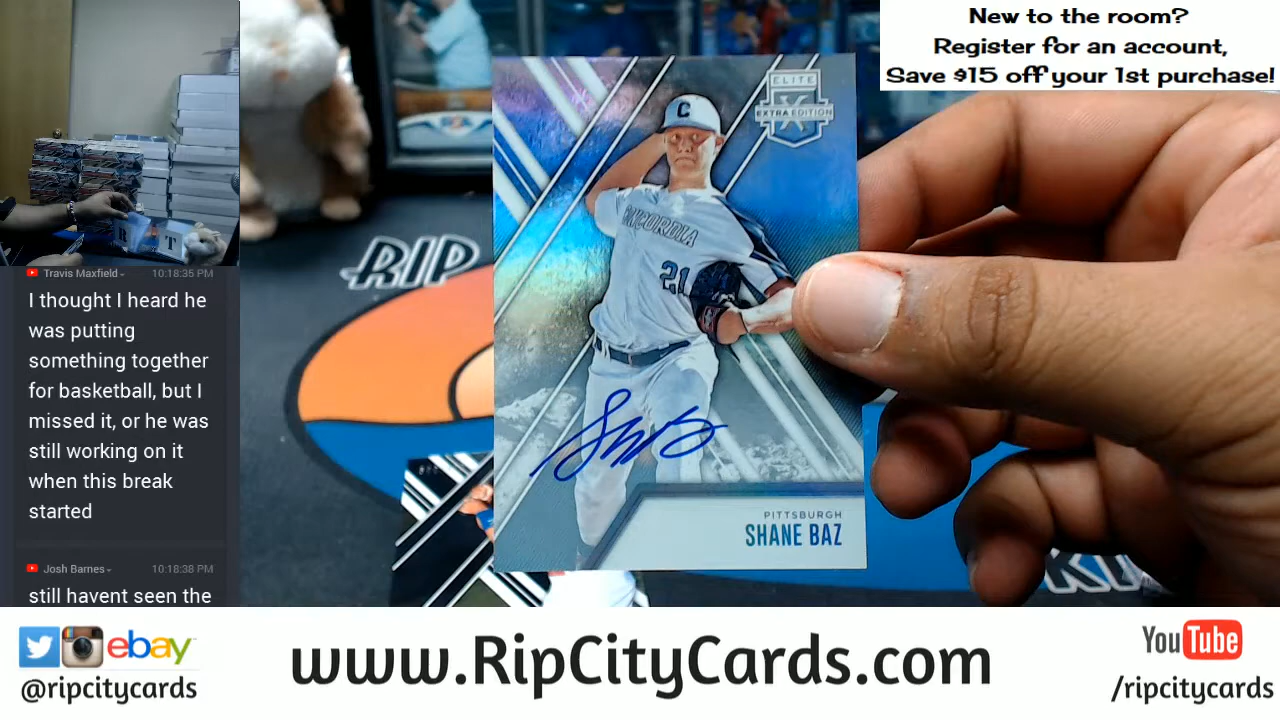 New to the room?
Register for an account,
Save $15 off your 1st purchase!
ELITE
EXTRA EDITION
C
CONCORDIA
21
RIP
R
T
PITTSBURGH
SHANE BAZ
Travis Maxfield
10:18:35 PM
I thought I heard he
was putting
something together
for basketball, but I
missed it, or he was
still working on it
when this break
started
Josh Barnes
10:18:38 PM
still havent seen the
ebay
@ripcitycards
www.RipCityCards.com
YouTube
/ripcitycards